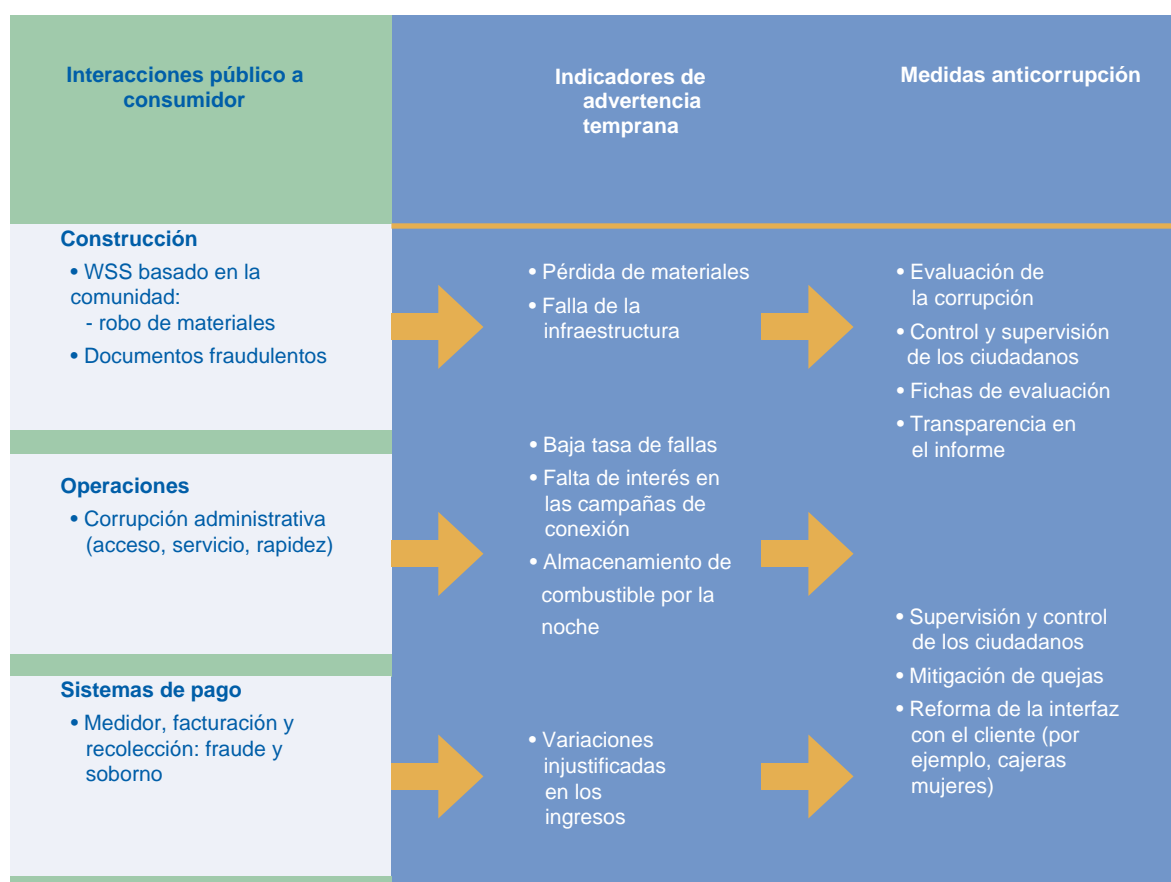 Interacciones público a
consumidor
Indicadores de
advertencia
temprana
Medidas anticorrupción
Construcción
• WSS basado en la
comunidad:
- robo de materiales
• Documentos fraudulentos
• Pérdida de materiales
• Falla de la
infraestructura
• Evaluación de
la corrupción
• Control y supervisión
de los ciudadanos
• Fichas de evaluación
• Transparencia en
el informe
Operaciones
• Corrupción administrativa
(acceso, servicio, rapidez)
• Baja tasa de fallas
• Falta de interés en
las campañas de
conexión
• Almacenamiento de
combustible por la
noche
Sistemas de pago
• Medidor, facturación y
recolección: fraude y
soborno
• Variaciones
injustificadas
en los
ingresos
• Supervisión y control
de los ciudadanos
• Mitigación de quejas
• Reforma de la interfaz
con el cliente (por
ejemplo, cajeras
mujeres)